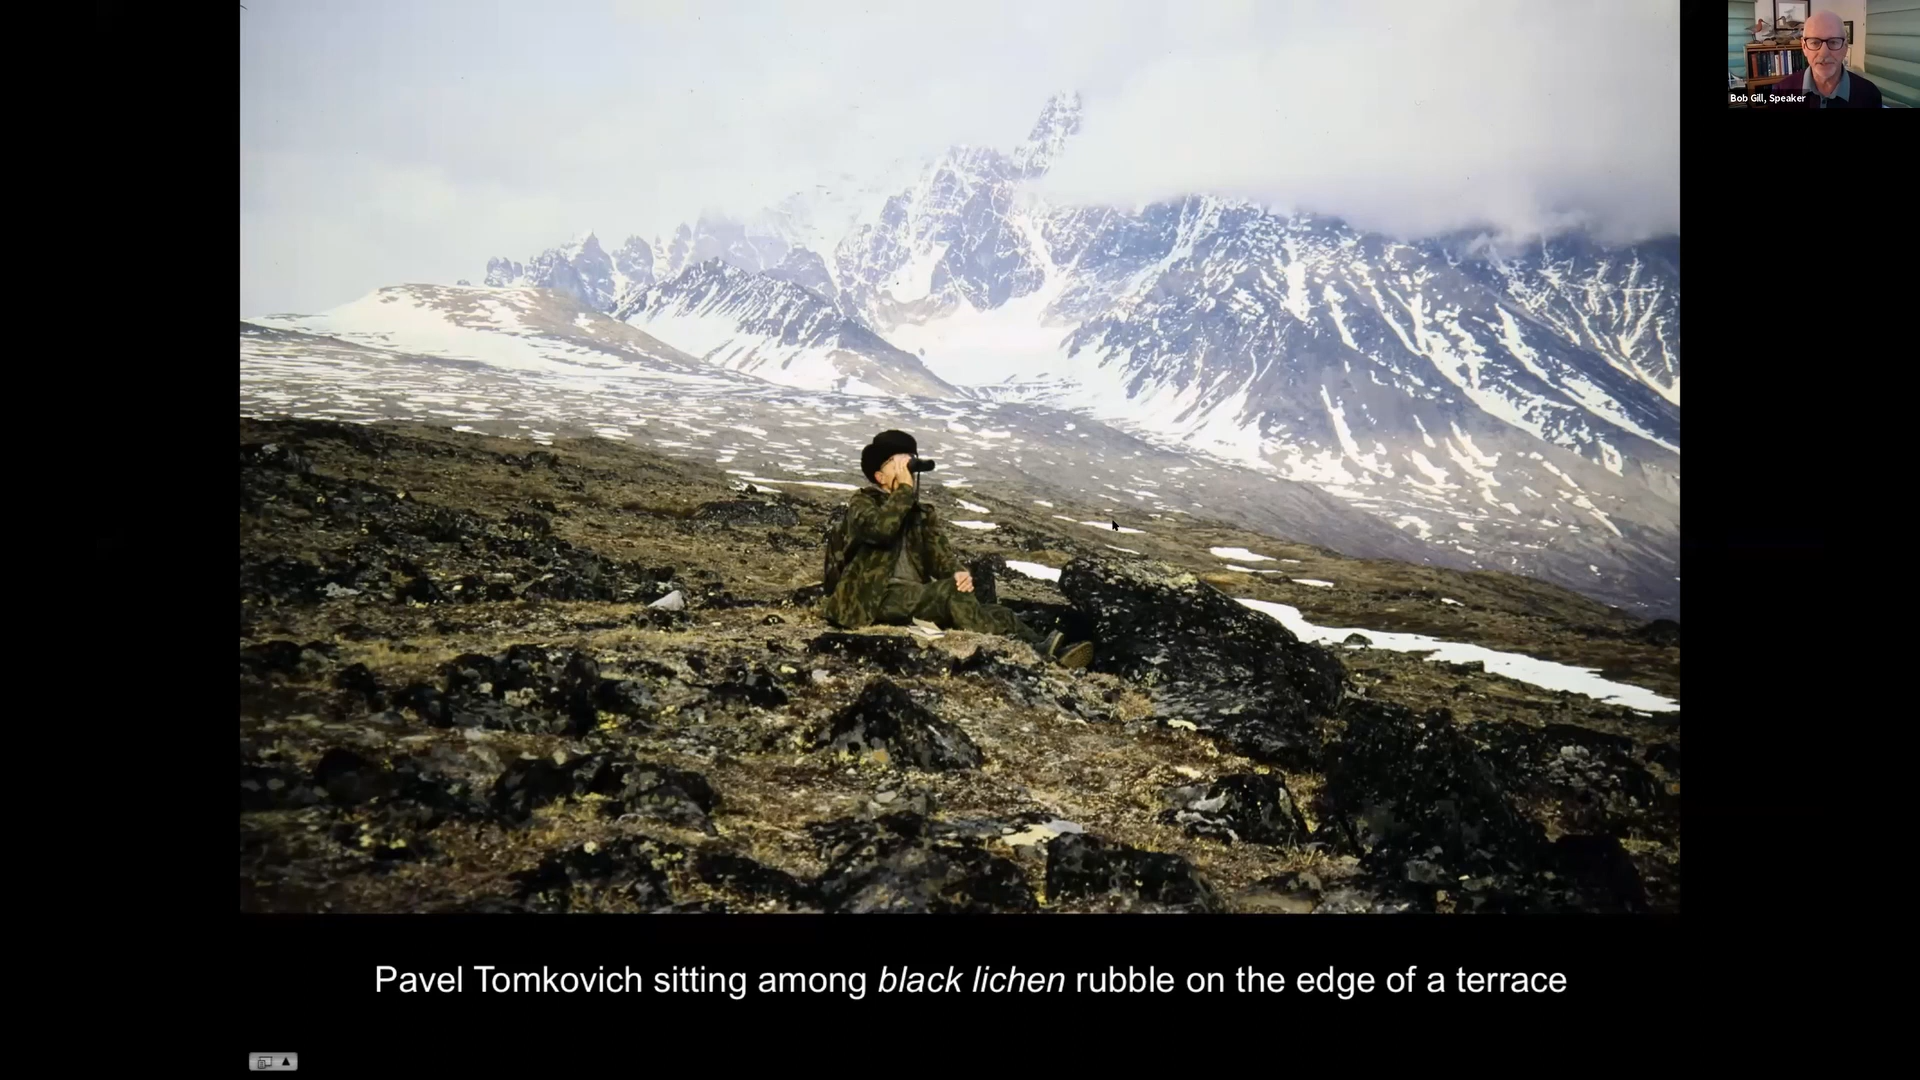 Bob Gill, Speaker
Pavel Tomkovich sitting among black lichen rubble on the edge of a terrace